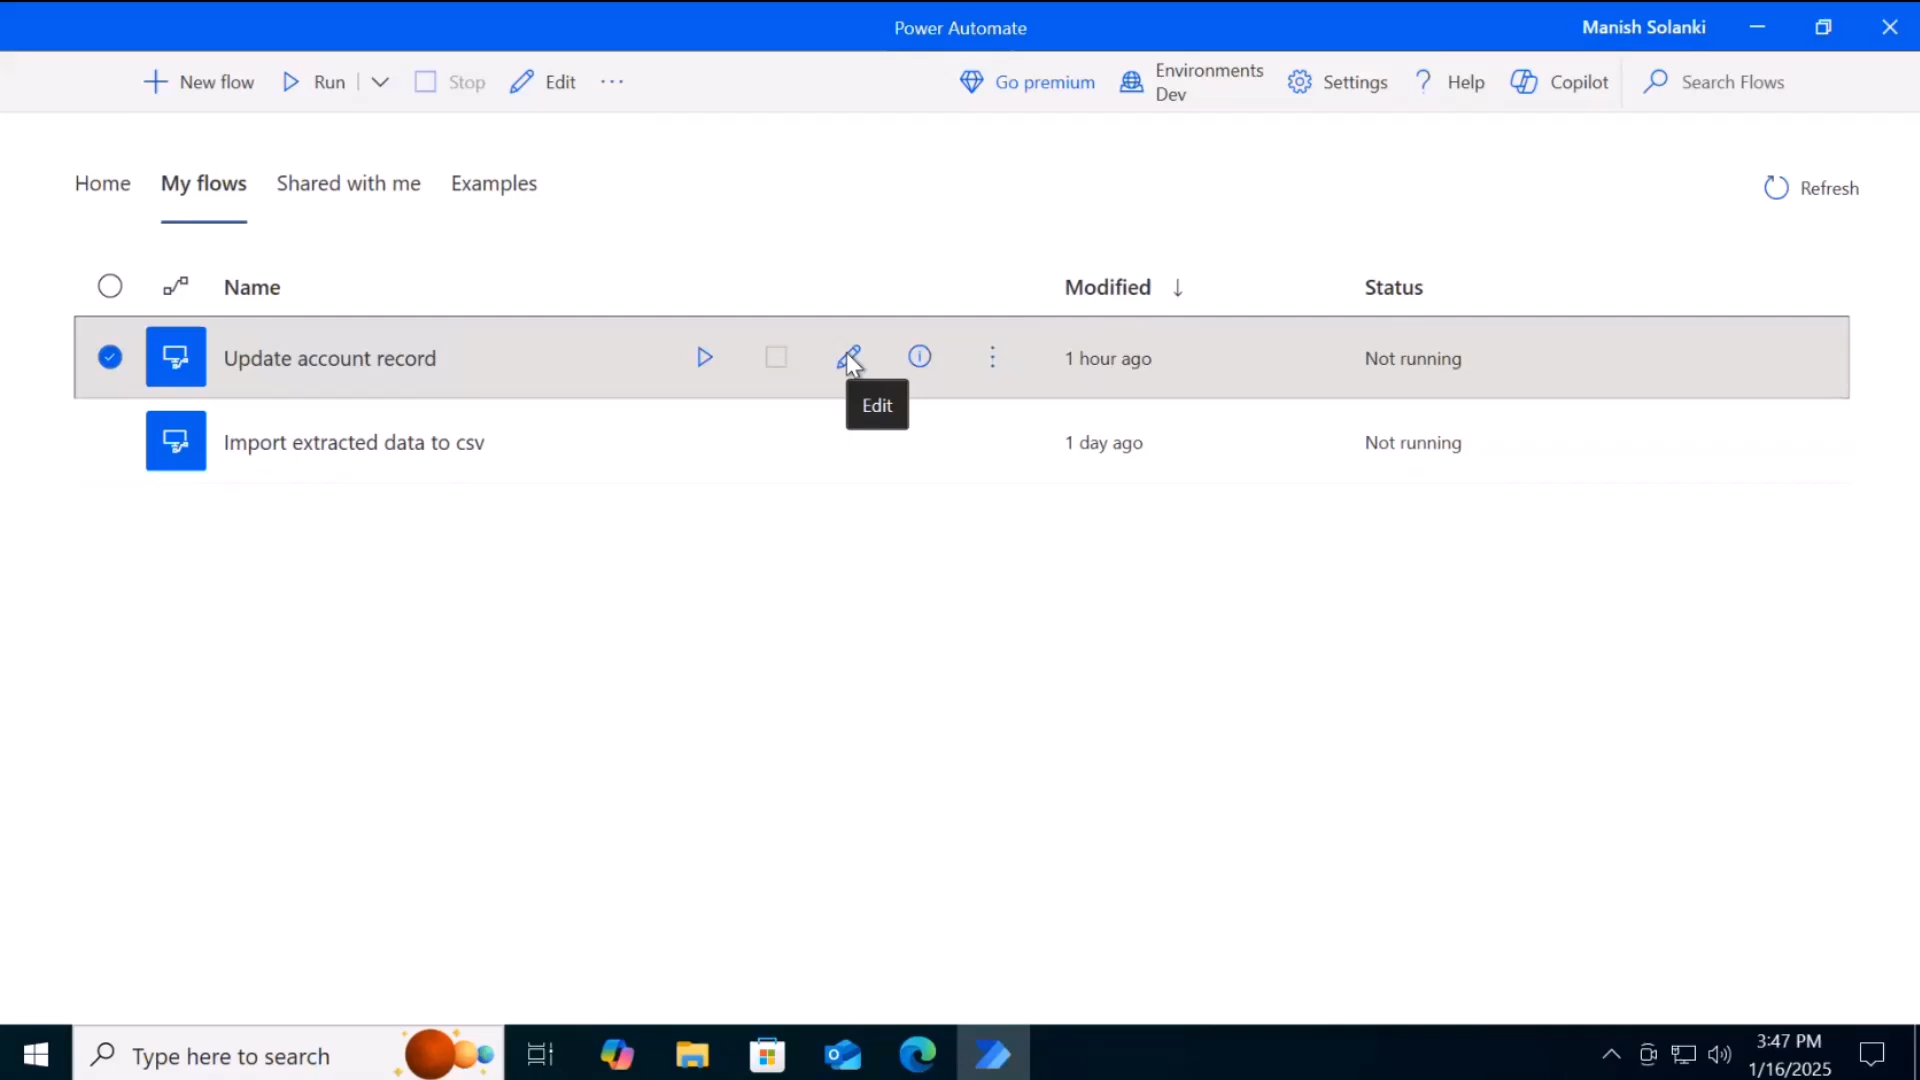 Power Automate
Manish Solanki
New flow
Run
Stop
Edit
Go premium
Environments
Dev
Settings
Help
Copilot
Search Flows
Home
My flows
Shared with me
Examples
Refresh
Name
Modified
Status
Update account record
1 hour ago
Not running
Edit
Import extracted data to csv
1 day ago
Not running
Type here to search
3:47 PM
1/16/2025